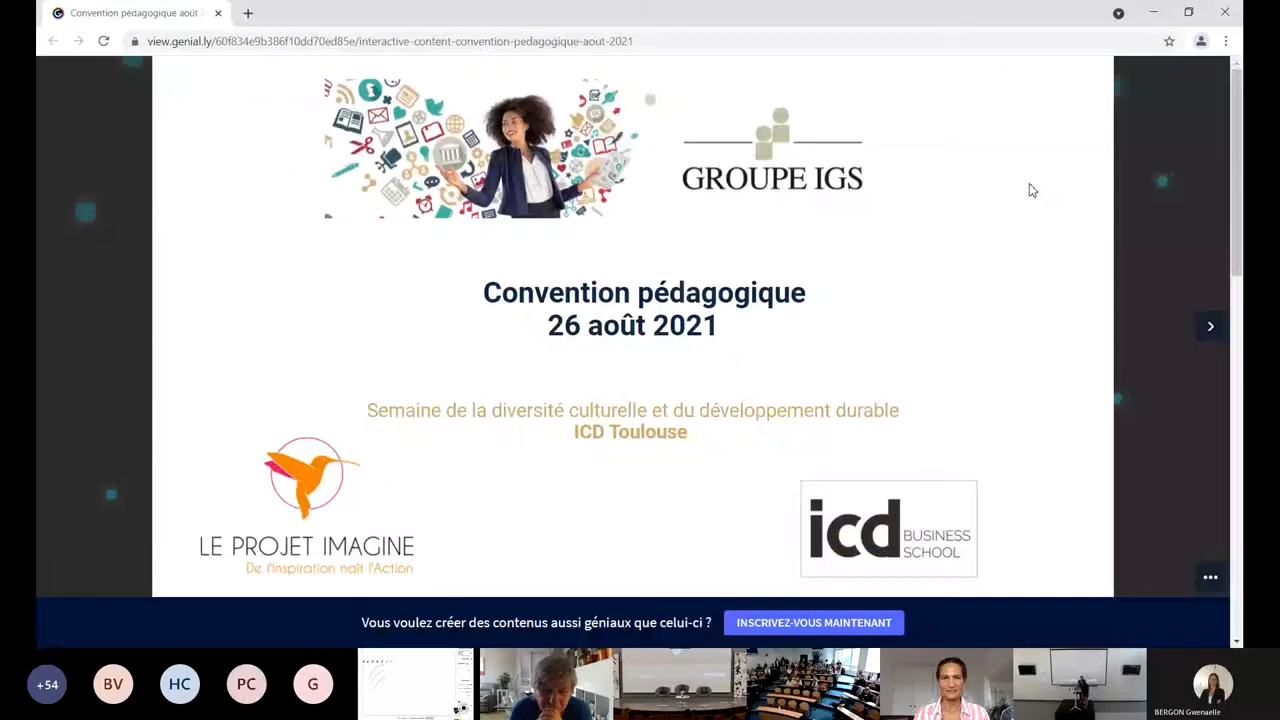 Convention pédagogique août 2
view.genial.ly/60f834e9b386f10dd70ed85e/interactive-content-convention-pedagogique-aout-2021
GROUPE IGS
Convention pédagogique
26 août 2021
Semaine de la diversité culturelle et du développement durable
ICD Toulouse
LE PROJET IMAGINE
De l'Inspiration naît l'Action
icd BUSINESS
SCHOOL
Vous voulez créer des contenus aussi géniaux que celui-ci ?
INSCRIVEZ-VOUS MAINTENANT
+54
BV
HC
PC
G
BERGON Gwenaelle